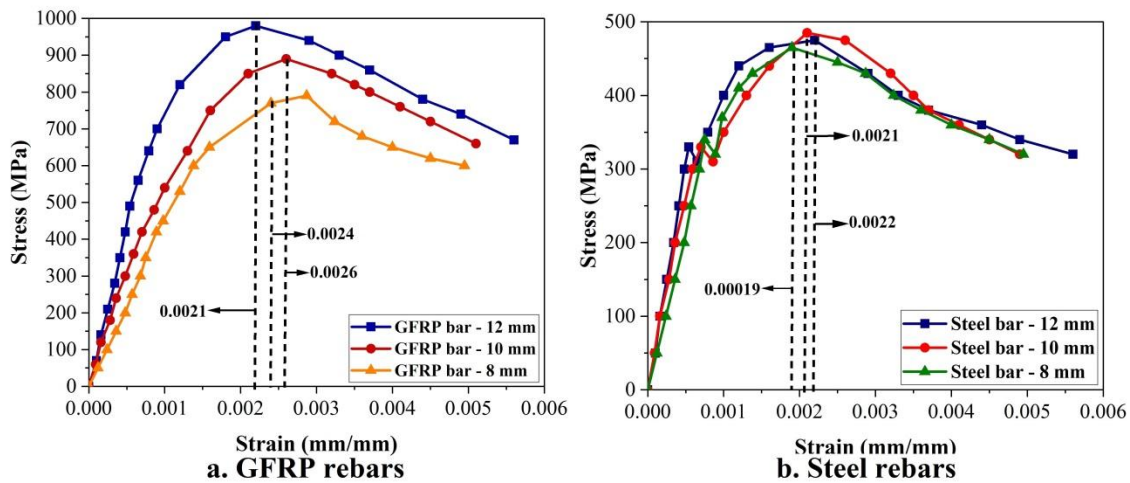 1000
900
800
700
600
500
400
300
200
100
0
Stress (MPa)
0.0024
0.0026
0.0021
GFRP bar - 12 mm
GFRP bar - 10 mm
GFRP bar - 8 mm
0.000 0.001 0.002 0.003 0.004 0.005 0.006
Strain (mm/mm)
a. GFRP rebars
500
400
300
200
100
0
Stress (MPa)
0.0021
0.0022
0.00019
Steel bar - 12 mm
Steel bar - 10 mm
Steel bar - 8 mm
0.000 0.001 0.002 0.003 0.004 0.005 0.006
Strain (mm/mm)
b. Steel rebars